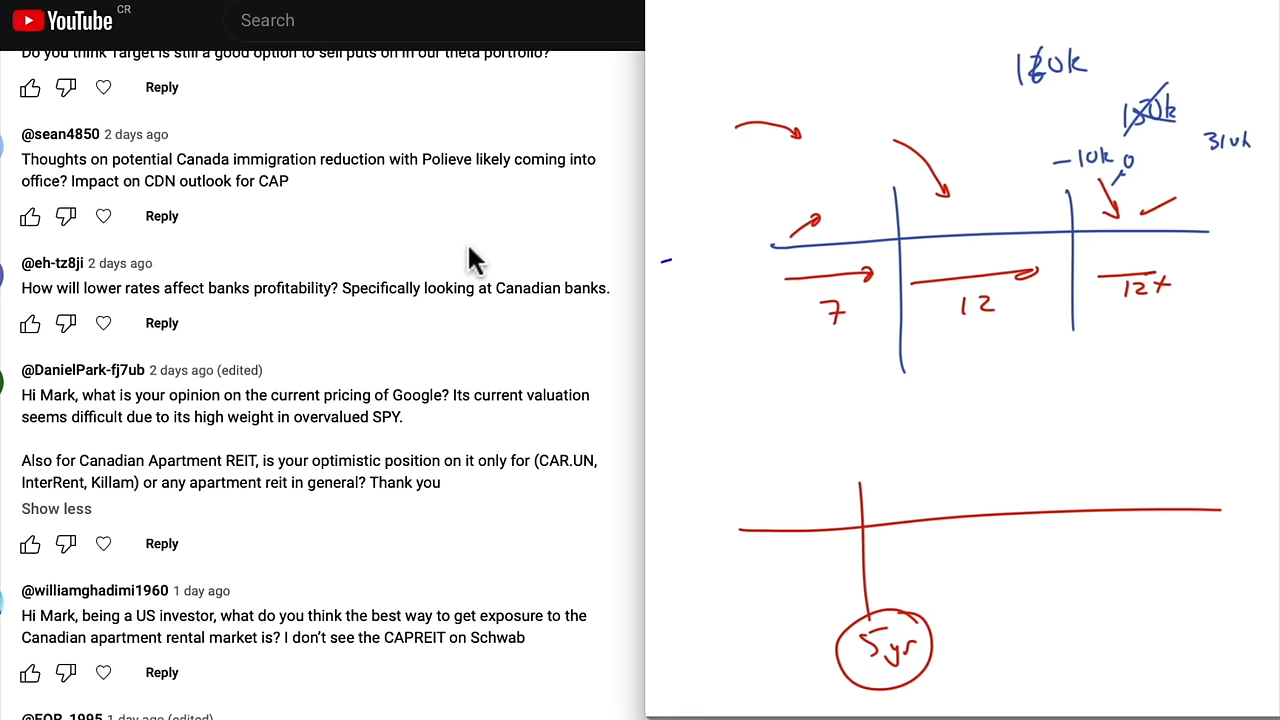 YouTube CR
Search
Do you think Target is still a good option to sell puts on in our theta portfolio?
Reply
@sean4850 2 days ago
Thoughts on potential Canada immigration reduction with Polieve likely coming into
office? Impact on CDN outlook for CAP
Reply
@eh-tz8ji 2 days ago
How will lower rates affect banks profitability? Specifically looking at Canadian banks.
Reply
@DanielPark-fj7ub 2 days ago (edited)
Hi Mark, what is your opinion on the current pricing of Google? Its current valuation
seems difficult due to its high weight in overvalued SPY.
Also for Canadian Apartment REIT, is your optimistic position on it only for (CAR.UN,
InterRent, Killam) or any apartment reit in general? Thank you
Show less
Reply
@williamghadimi1960 1 day ago
Hi Mark, being a US investor, what do you think the best way to get exposure to the
Canadian apartment rental market is? I don't see the CAPREIT on Schwab
Reply
1 day ago (edited)
-10k
7
12
12+
5yr